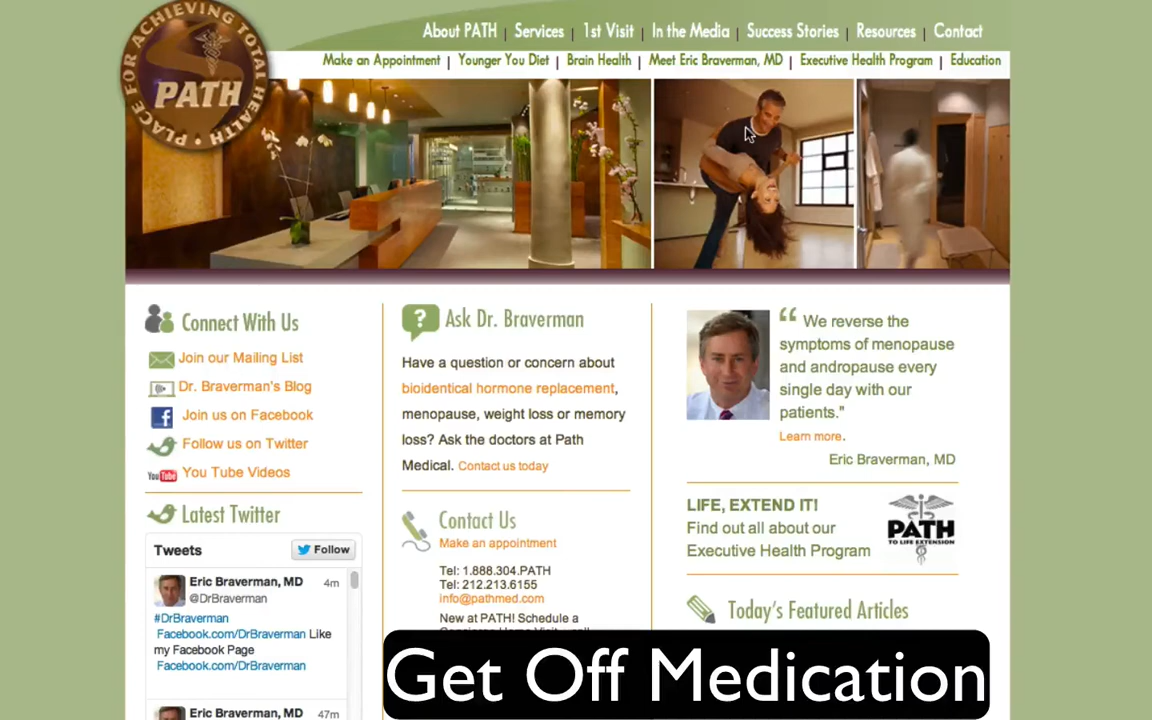 PLACE FOR ACHIEVING TOTAL HEALTH
PATH
About PATH | Services | 1st Visit | In the Media | Success Stories | Resources | Contact
Make an Appointment | Younger You Diet | Brain Health | Meet Eric Braverman, MD | Executive Health Program | Education
Connect With Us
Join our Mailing List
Dr. Braverman's Blog
Join us on Facebook
Follow us on Twitter
You Tube
You Tube Videos
Latest Twitter
Tweets
Follow
Eric Braverman, MD 4m
@DrBraverman
#DrBraverman
Facebook.com/DrBraverman Like
my Facebook Page
Facebook.com/DrBraverman
Eric Braverman, MD 47m
?
Ask Dr. Braverman
Have a question or concern about
bioidentical hormone replacement,
menopause, weight loss or memory
loss? Ask the doctors at Path
Medical. Contact us today
Contact Us
Make an appointment
Tel: 1.888.304.PATH
Tel: 212.213.6155
info@pathmed.com
New at PATH! Schedule a
“ We reverse the
symptoms of menopause
and andropause every
single day with our
patients."
Learn more.
Eric Braverman, MD
LIFE, EXTEND IT!
Find out all about our
Executive Health Program
PATH
TO LIFE EXTENSION
Today's Featured Articles
Get Off Medication